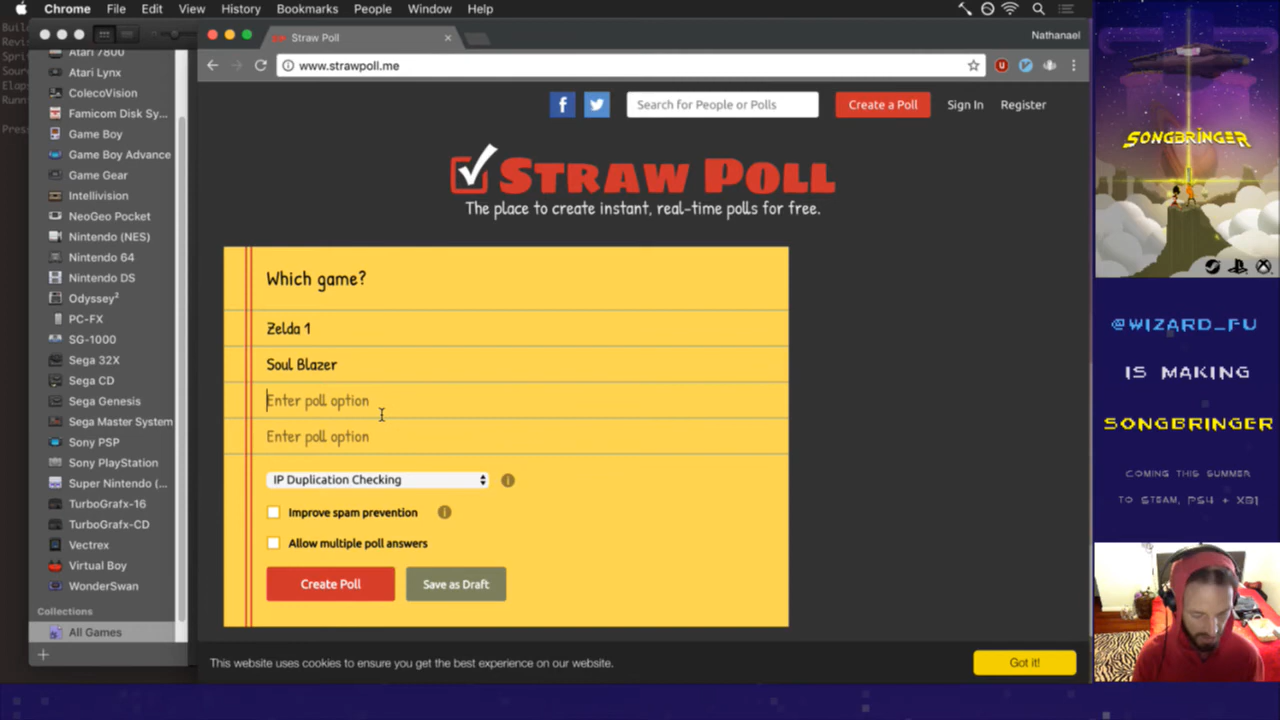 Chrome File Edit View History Bookmarks People Window Help
Straw Poll
Nathanael
www.strawpoll.me
Atari 7800
Atari Lynx
ColecoVision
Famicom Disk Sy...
Game Boy
Game Boy Advance
Game Gear
Intellivision
NeoGeo Pocket
Nintendo (NES)
Nintendo 64
Nintendo DS
Odyssey²
PC-FX
SG-1000
Sega 32X
Sega CD
Sega Genesis
Sega Master System
Sony PSP
Sony PlayStation
Super Nintendo (...
TurboGrafx-16
TurboGrafx-CD
Vectrex
Virtual Boy
WonderSwan
Collections
All Games
Search for People or Polls
Create a Poll
Sign In
Register
STRAW POLL
The place to create instant, real-time polls for free.
Which game?
Zelda 1
Soul Blazer
Enter poll option
Enter poll option
IP Duplication Checking
Improve spam prevention
Allow multiple poll answers
Create Poll
Save as Draft
This website uses cookies to ensure you get the best experience on our website.
Got it!
SONGBRINGER
@WIZARD_FU
IS MAKING
SONGBRINGER
COMING THIS SUMMER
TO STEAM, PS4 + XB1